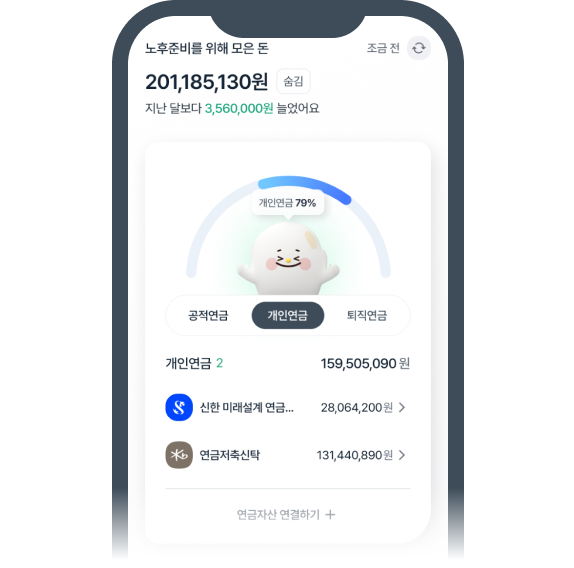 노후준비를 위해 모은 돈 조금 전
201,185,130원 숨김
지난 달보다 3,560,000원 늘었어요
개인연금 79%
공적연금 개인연금 퇴직연금
개인연금 2 159,505,090 원
신한 미래설계 연금... 28,064,200원
연금저축신탁 131,440,890원
연금자산 연결하기 +